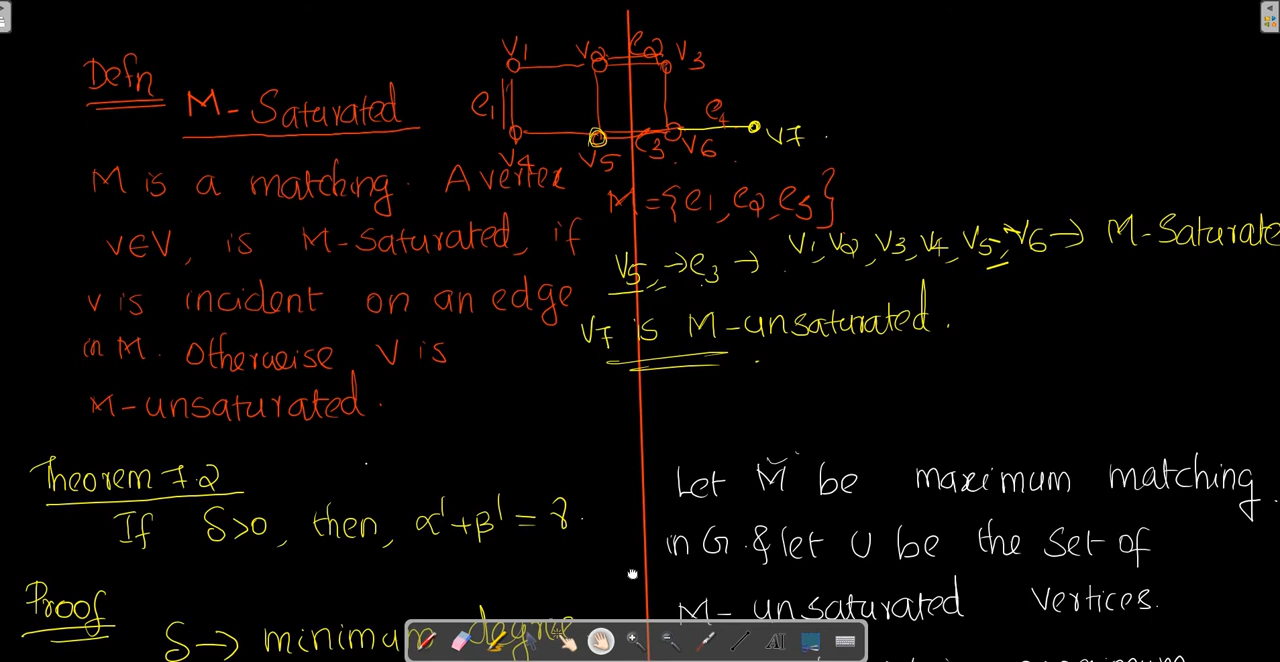 Defn
M-Saturated
M is a matching. A vertex
v∈V, is M-Saturated, if
v is incident on an edge
in M. Otherwise V is
M-unsaturated.
V1 V2 e2 V3
e1 e4
V4 V5 e3 V6 V7
M={e1, e2, e3}
V1, V2, V3, V4, V5, V6→ M-Saturate
V5, →e3 →
V7 is M-unsaturated.
Theorem 7.2
If δ>0, then, α'+β' = γ.
Proof
δ→ minimum degree
Let M be maximum matching
in G. & let U be the set of
M-unsaturated vertices.
AI